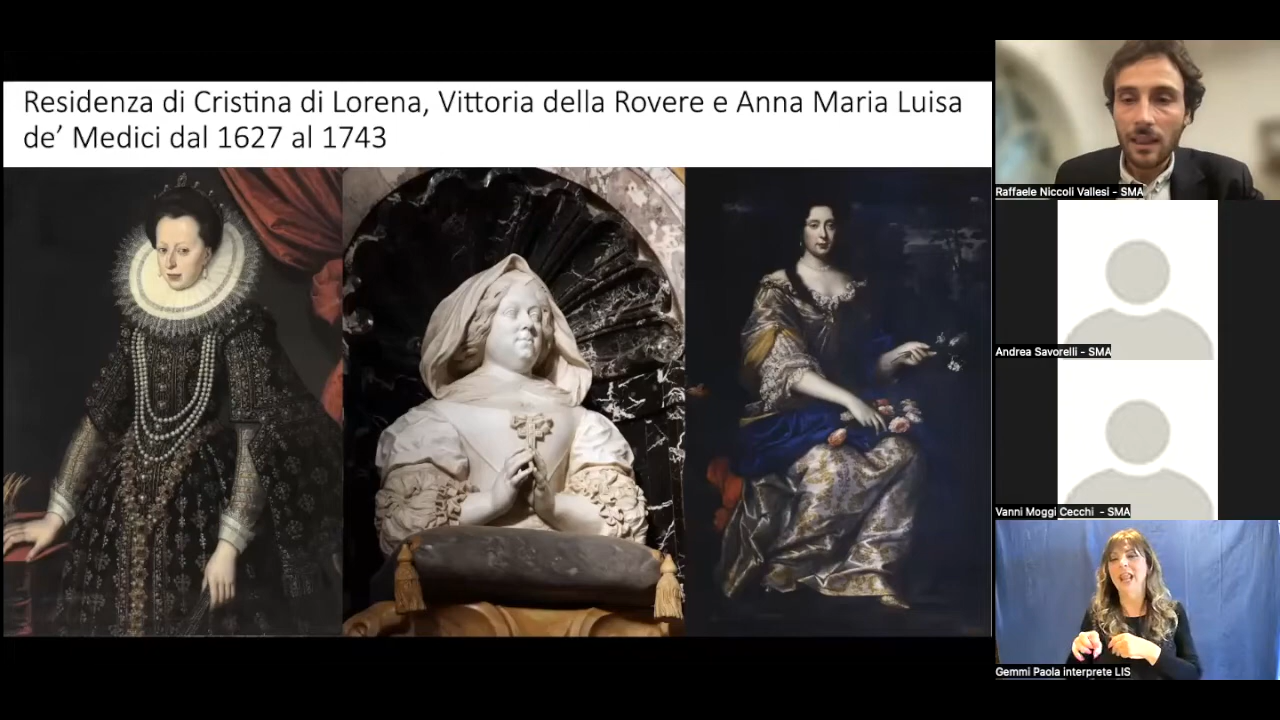 Residenza di Cristina di Lorena, Vittoria della Rovere e Anna Maria Luisa
de’ Medici dal 1627 al 1743
Raffaele Niccoli Vallesi - SMA
Andrea Savorelli - SMA
Vanni Moggi Cecchi - SMA
Gemmi Paola interprete LIS